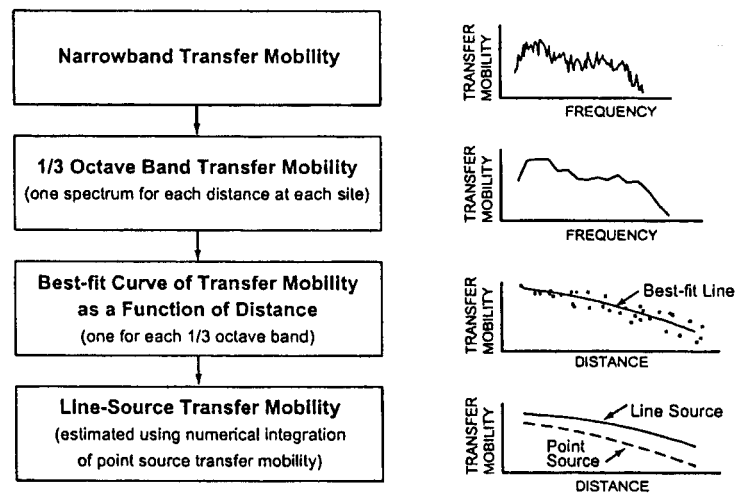 Narrowband Transfer Mobility
TRANSFER
MOBILITY
FREQUENCY
1/3 Octave Band Transfer Mobility
(one spectrum for each distance at each site)
TRANSFER
MOBILITY
FREQUENCY
Best-fit Curve of Transfer Mobility
as a Function of Distance
(one for each 1/3 octave band)
TRANSFER
MOBILITY
Best-fit Line
DISTANCE
Line-Source Transfer Mobility
(estimated using numerical integration
of point source transfer mobility)
TRANSFER
MOBILITY
Line Source
Point
Source
DISTANCE